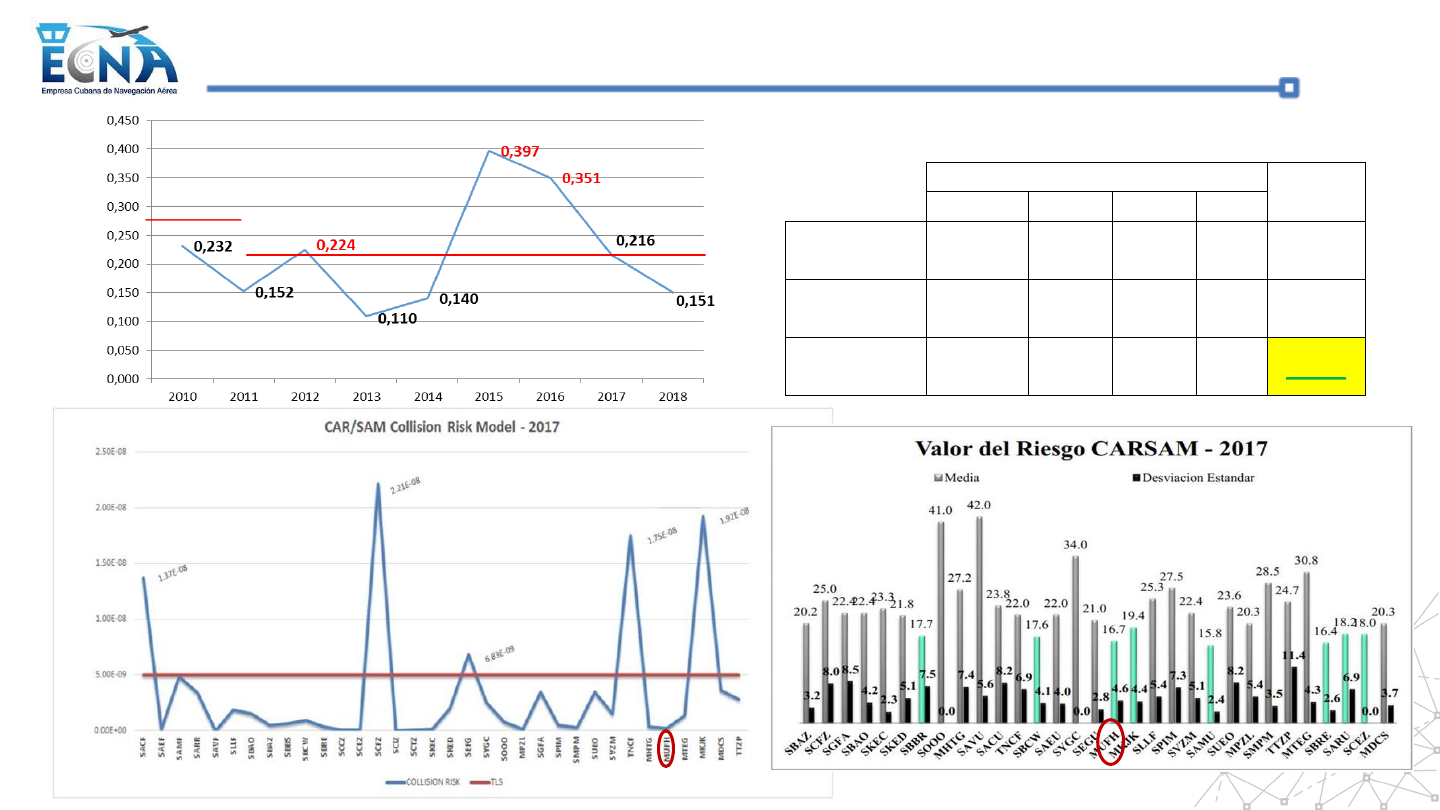 ECNA
Empresa Cubana de Navegación Aérea
0,450
0,400
0,350
0,300
0,250
0,200
0,150
0,100
0,050
0,000
0,232
0,152
0,224
0,110
0,140
0,397
0,351
0,216
0,151
2010 2011 2012 2013 2014 2015 2016 2017 2018
CAR/SAM Collision Risk Model - 2017
2.50E-08
2.00E-08
1.50E-08
1.00E-08
5.00E-09
0.00E+00
1.37E-08
2.21E-08
6.83E-09
1.75E-08
1.92E-08
SACF SAEF SAMF SARR SAVF SLLF SBAO SBAZ SBBS SBCW SBRE SCCZ SCEZ SCFZ SCIZ SCTZ SKEC SKED SEFG SYGC SOOO MPZL SGFA SPIM SMPM SUEO SVZM TNCF MHTG MUFH MTEG MKJK MDCS TTZP
COLLISION RISK TLS
Valor del Riesgo CARSAM - 2017
Media Desviacion Estandar
20.2 25.0 22.4 22.4 23.3 21.8 17.7 41.0 27.2 42.0 23.8 22.0 17.6 22.0 34.0 21.0 16.7 19.4 25.3 27.5 22.4 15.8 23.6 20.3 28.5 24.7 30.8 16.4 18.2 18.0 20.3
3.2 8.0 8.5 4.2 2.3 5.1 7.5 0.0 7.4 5.6 8.2 6.9 4.1 4.0 0.0 2.8 4.6 4.4 5.4 7.3 5.1 2.4 8.2 5.4 3.5 11.4 4.3 2.6 6.9 0.0 3.7
SBAZ SCFZ SGFA SBAO SKEC SKED SBBR SOOO MHTG SAVU SACU TNCF SBCW SAEU SYGC SEGU MUFH MKJK SLLF SPIM SVZM SAMU SUEO MPZL SMPM TTZP MTEG SBRE SARU SCEZ MDCS